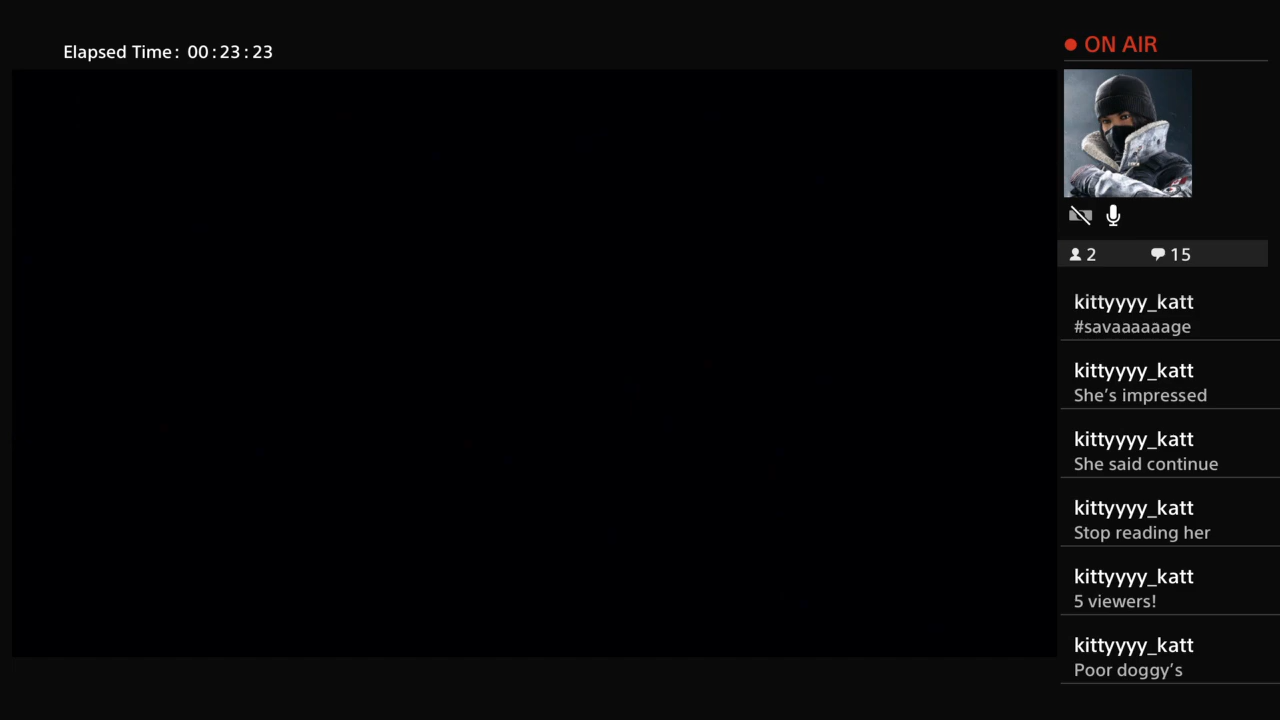 Elapsed Time: 00:23:23
ON AIR
2 15
kittyyyy_katt
#savaaaaaage
kittyyyy_katt
She's impressed
kittyyyy_katt
She said continue
kittyyyy_katt
Stop reading her
kittyyyy_katt
5 viewers!
kittyyyy_katt
Poor doggy's